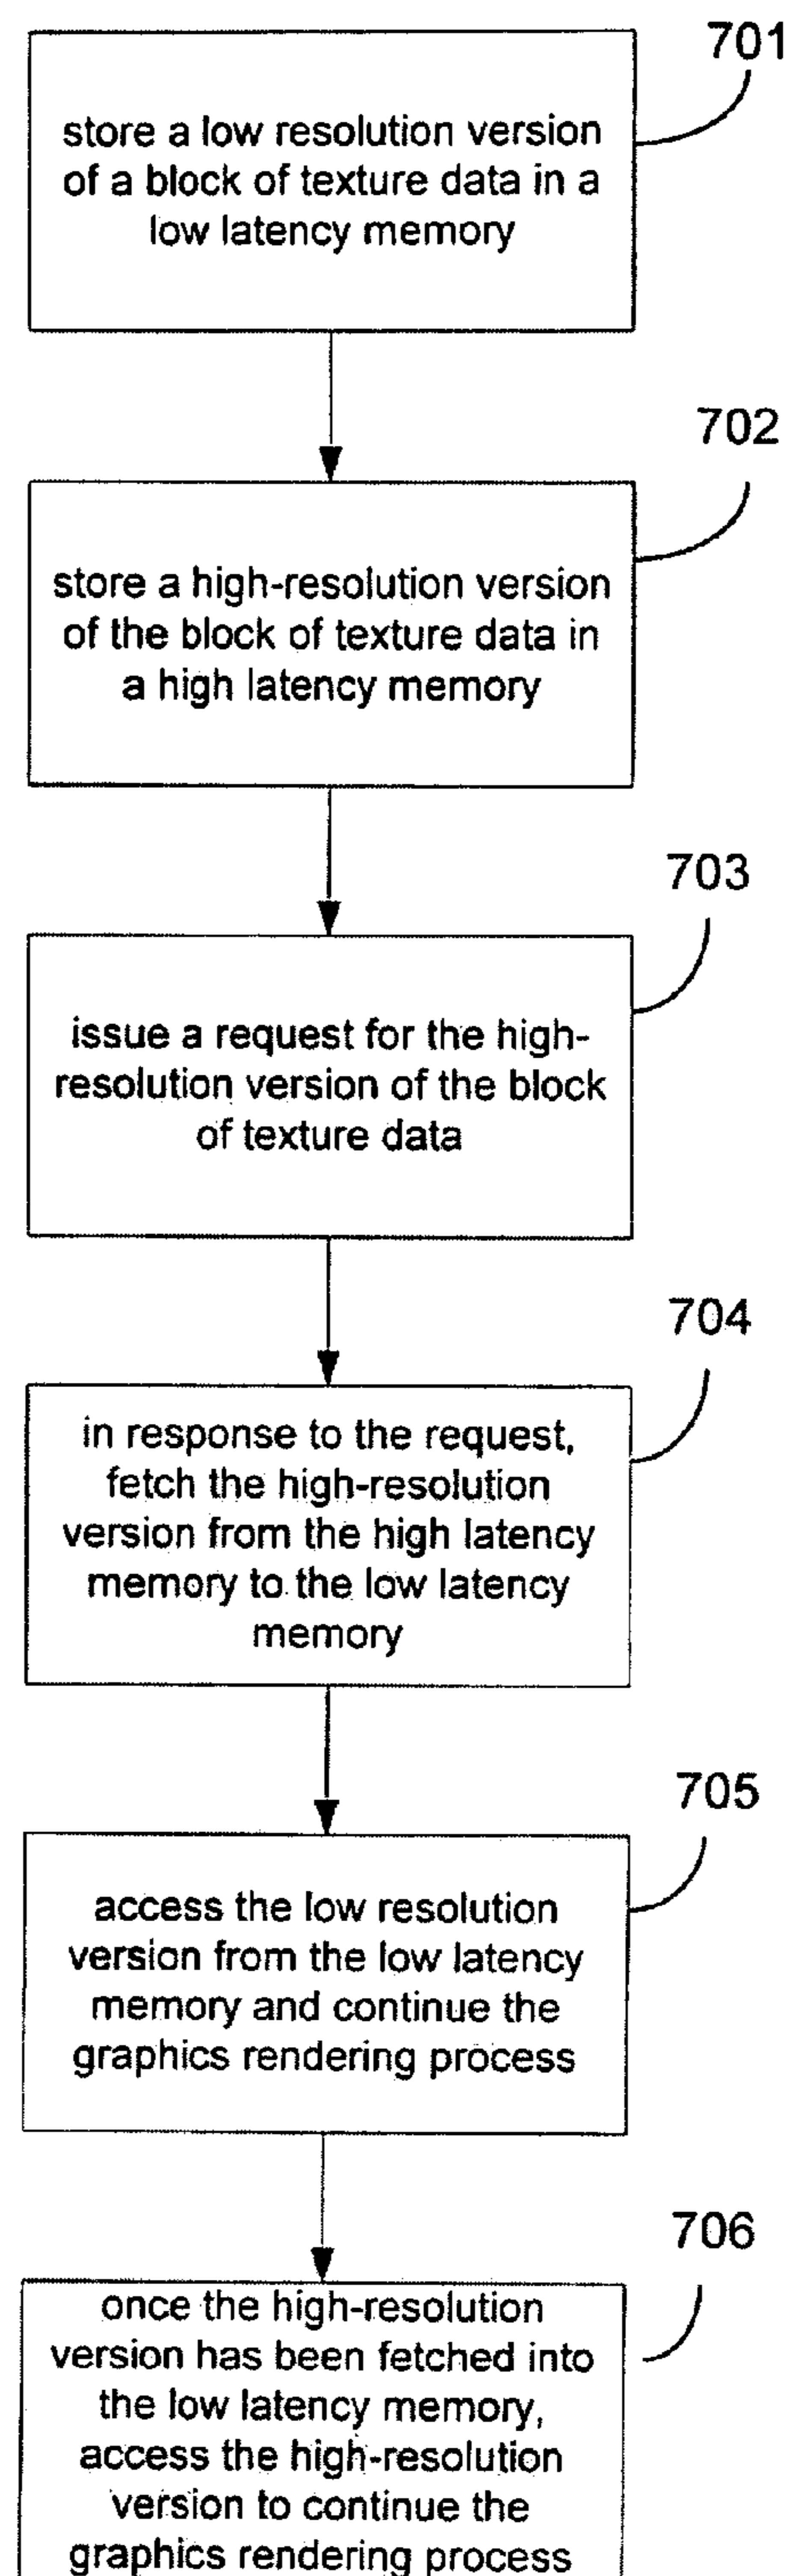 701
store a low resolution version
of a block of texture data in a
low latency memory
702
store a high-resolution version
of the block of texture data in
a high latency memory
703
issue a request for the high-
resolution version of the block
of texture data
704
in response to the request,
fetch the high-resolution
version from the high latency
memory to the low latency
memory
705
access the low resolution
version from the low latency
memory and continue the
graphics rendering process
706
once the high-resolution
version has been fetched into
the low latency memory,
access the high-resolution
version to continue the
graphics rendering process